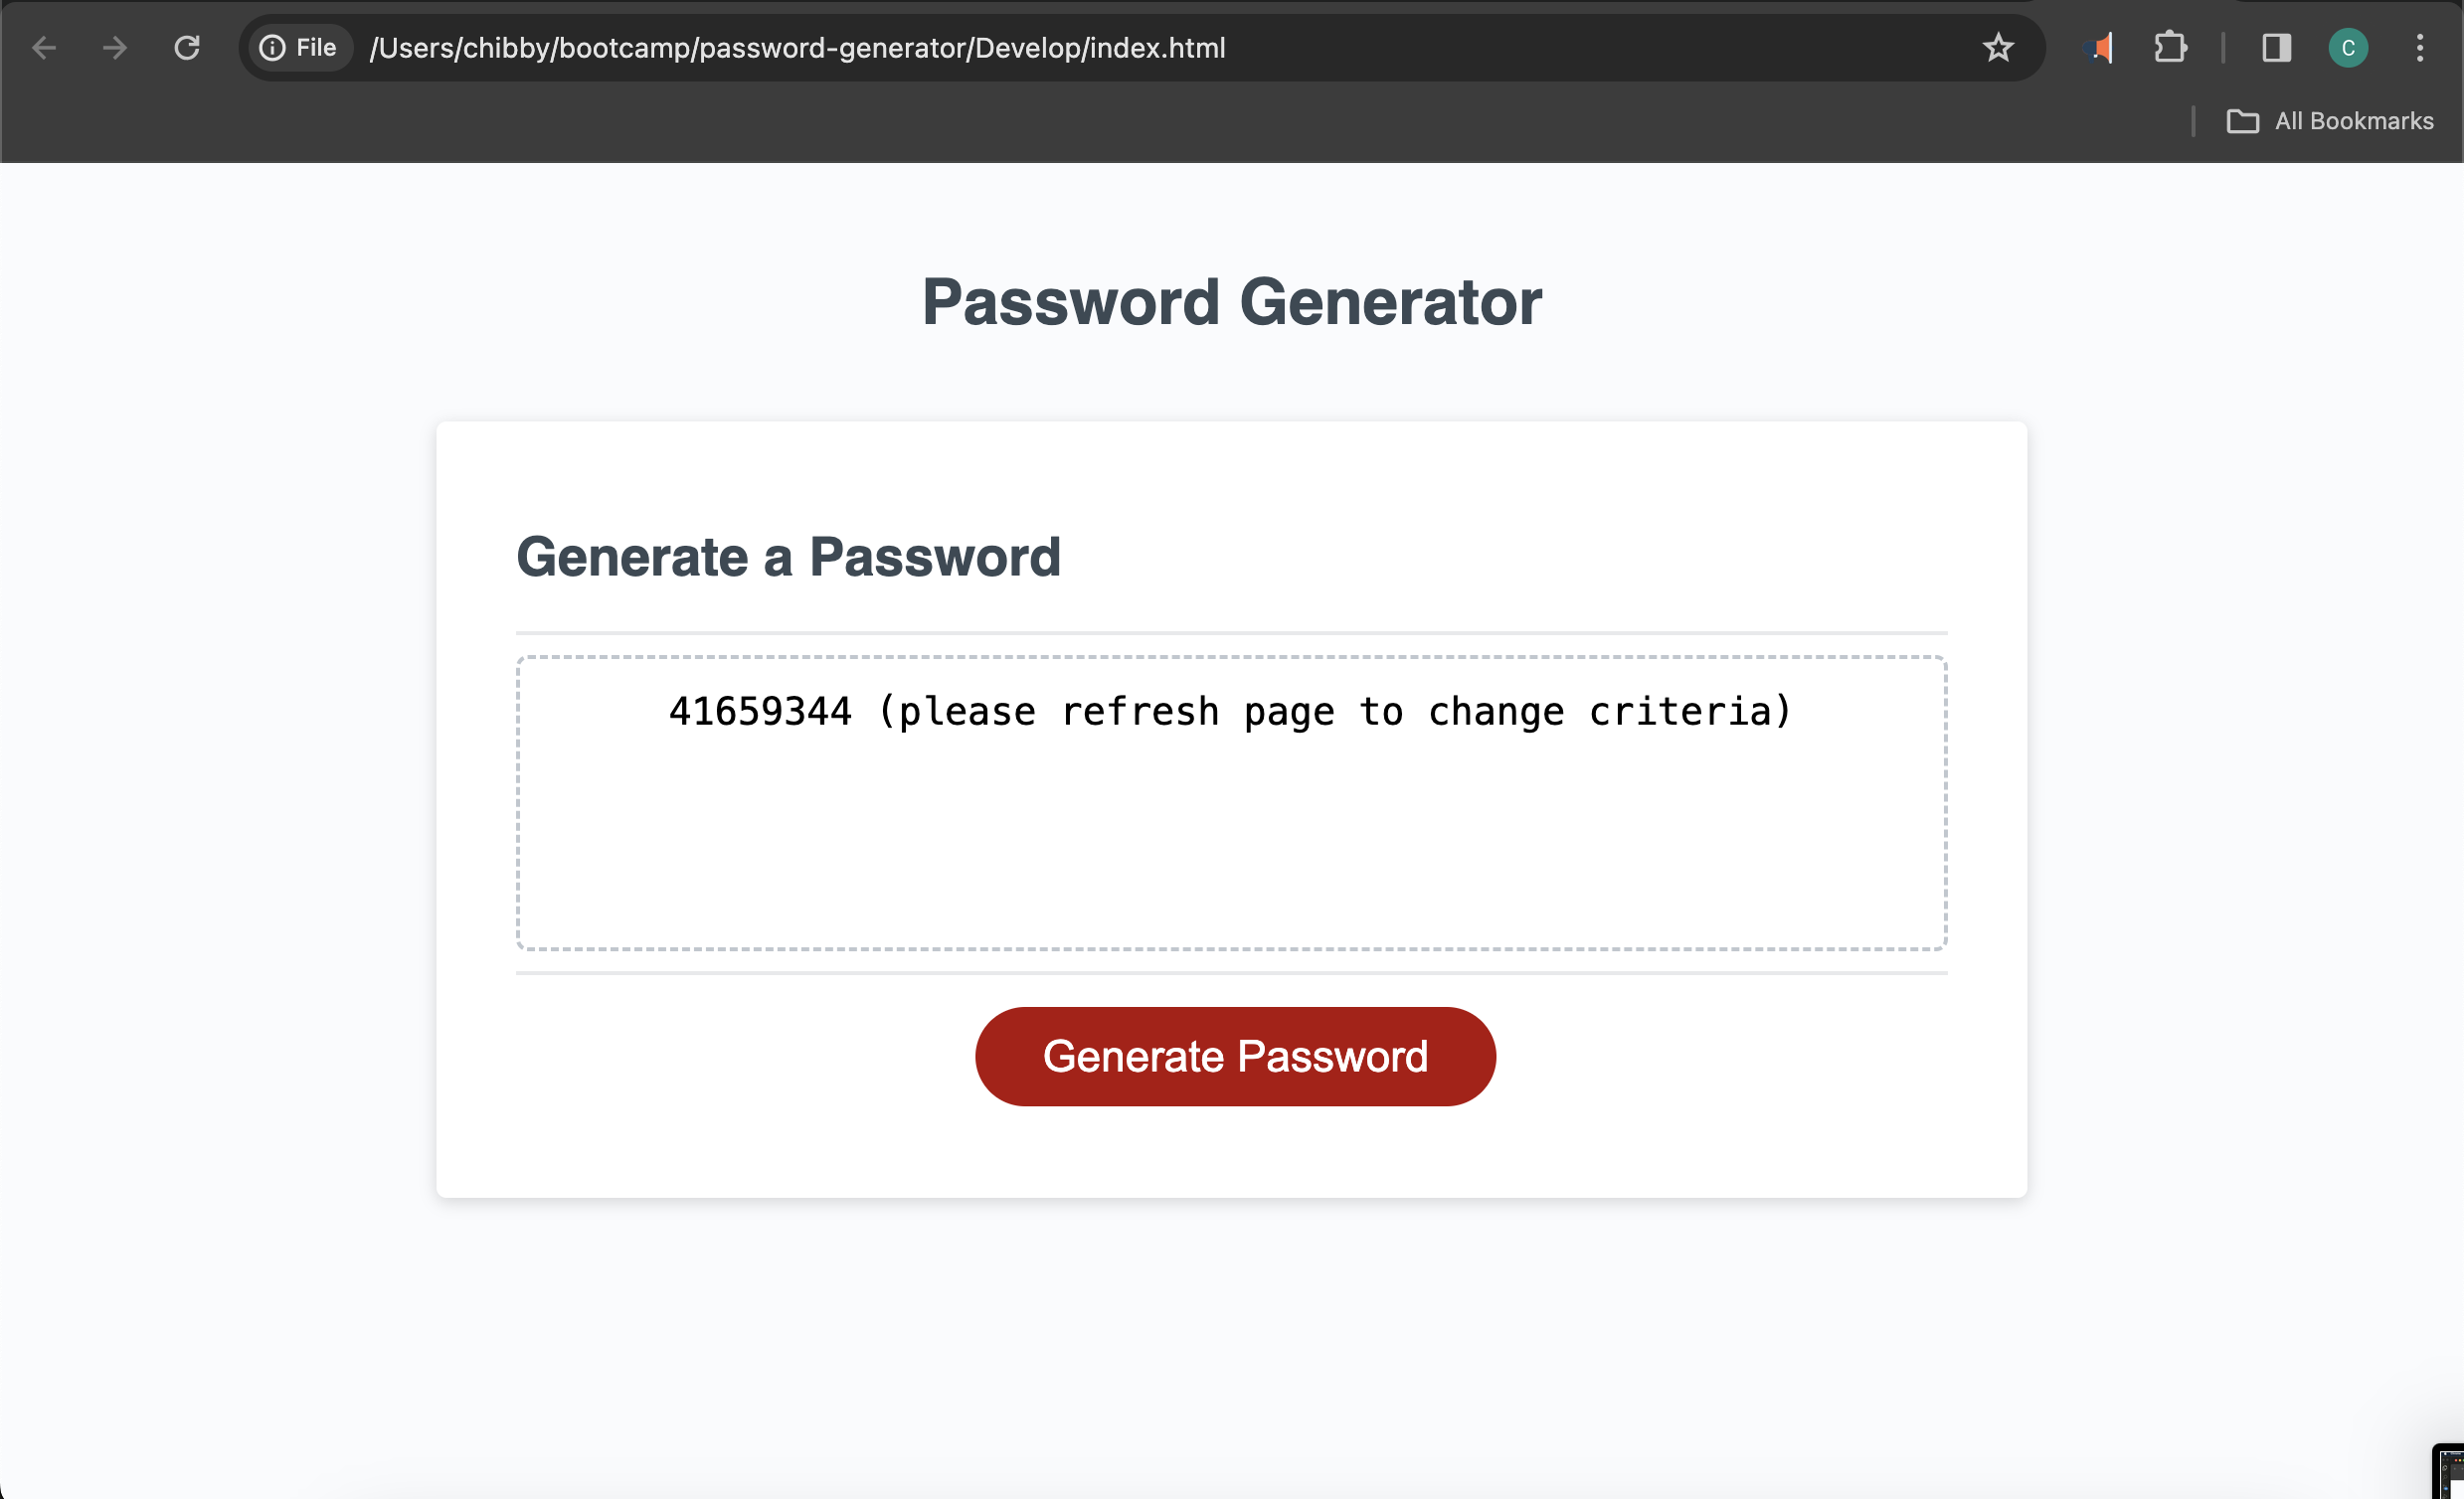 File /Users/chibby/bootcamp/password-generator/Develop/index.html
C
All Bookmarks
Password Generator
Generate a Password
41659344 (please refresh page to change criteria)
Generate Password